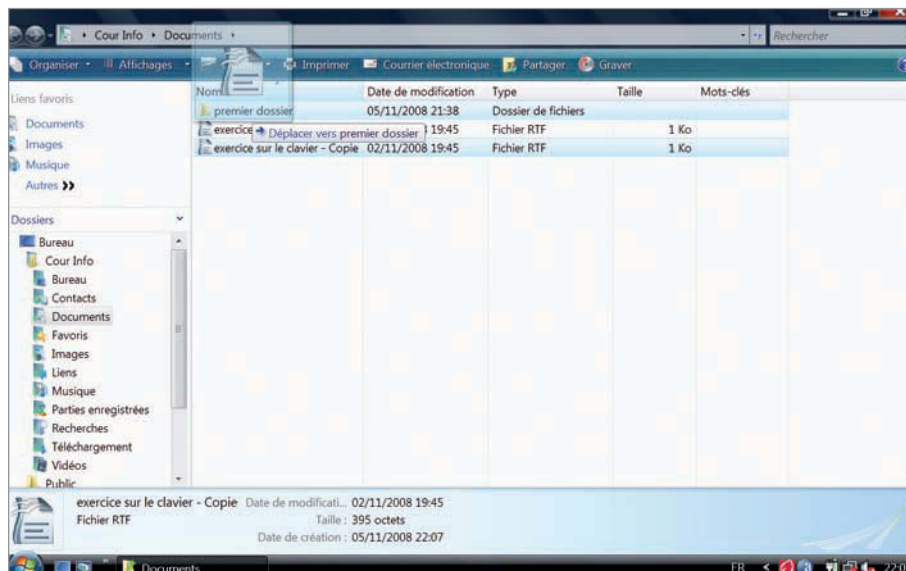 Cour Info ▸ Documents ▸
Rechercher
Organiser Affichages Imprimer Courrier électronique Partager Graver
Liens favoris
Documents
Images
Musique
Autres
Nom Date de modification Type Taille Mots-clés
premier dossier 05/11/2008 21:38 Dossier de fichiers
exercice 19:45 Fichier RTF 1 Ko
Déplacer vers premier dossier
exercice sur le clavier - Copie 02/11/2008 19:45 Fichier RTF 1 Ko
Dossiers
Bureau
Cour Info
Bureau
Contacts
Documents
Favoris
Images
Liens
Musique
Parties enregistrées
Recherches
Téléchargement
Vidéos
Public
exercice sur le clavier - Copie Date de modificati... 02/11/2008 19:45
Fichier RTF Taille : 395 octets
Date de création : 05/11/2008 22:07
Documents
FR